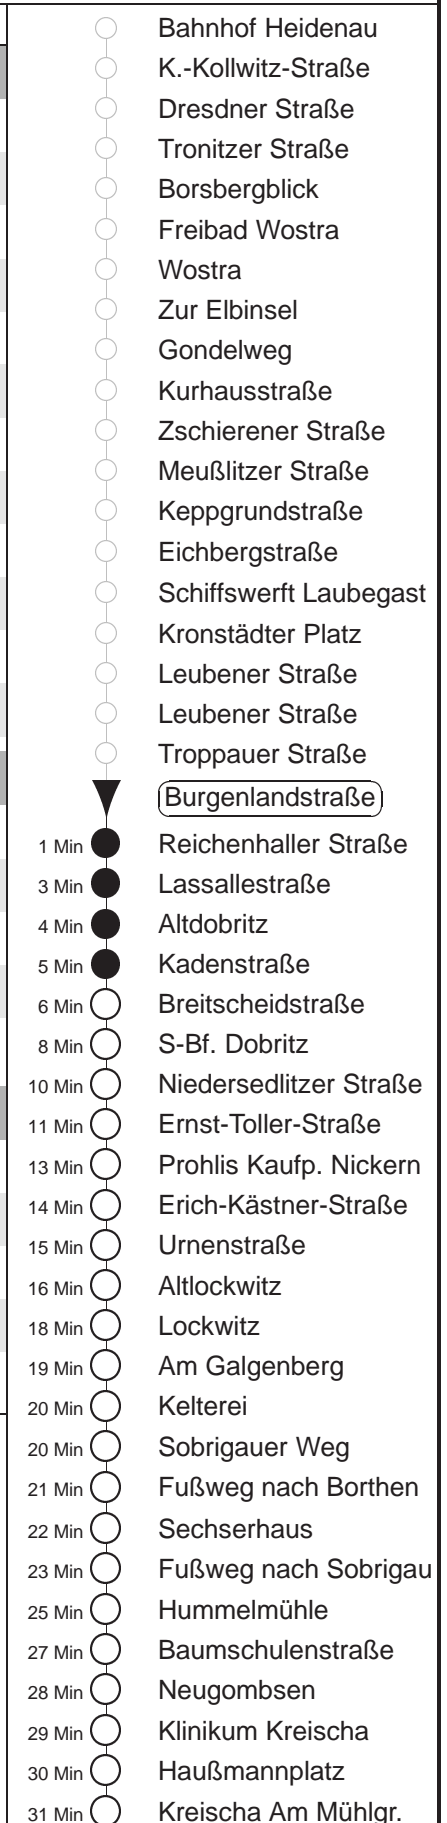 Bahnhof Heidenau
K.-Kollwitz-Straße
Dresdner Straße
Tronitzer Straße
Borsbergblick
Freibad Wostra
Wostra
Zur Elbinsel
Gondelweg
Kurhausstraße
Zschierener Straße
Meußlitzer Straße
Keppgrundstraße
Eichbergstraße
Schiffswerft Laubegast
Kronstädter Platz
Leubener Straße
Leubener Straße
Troppauer Straße
Burgenlandstraße
1 Min Reichenhaller Straße
3 Min Lassallestraße
4 Min Altdobritz
5 Min Kadenstraße
6 Min Breitscheidstraße
8 Min S-Bf. Dobritz
10 Min Niedersedlitzer Straße
11 Min Ernst-Toller-Straße
13 Min Prohlis Kaufp. Nickern
14 Min Erich-Kästner-Straße
15 Min Urnenstraße
16 Min Altlockwitz
18 Min Lockwitz
19 Min Am Galgenberg
20 Min Kelterei
20 Min Sobrigauer Weg
21 Min Fußweg nach Borthen
22 Min Sechserhaus
23 Min Fußweg nach Sobrigau
25 Min Hummelmühle
27 Min Baumschulenstraße
28 Min Neugombsen
29 Min Klinikum Kreischa
30 Min Haußmannplatz
31 Min Kreischa Am Mühlgr.